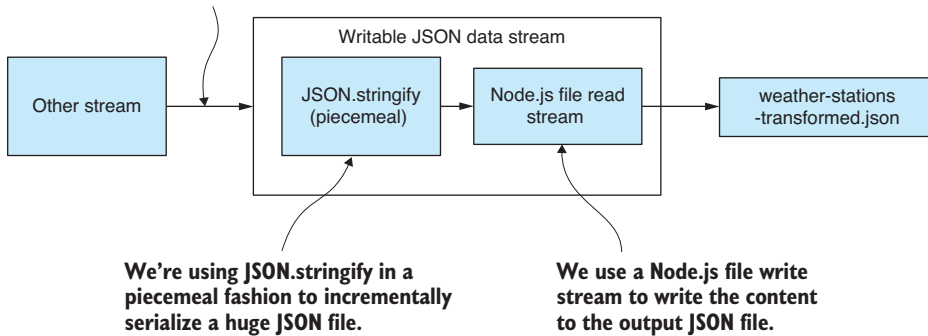 Writable JSON data stream
Other stream
JSON.stringify
(piecemeal)
Node.js file read
stream
weather-stations
-transformed.json
We're using JSON.stringify in a
piecemeal fashion to incrementally
serialize a huge JSON file.
We use a Node.js file write
stream to write the content
to the output JSON file.